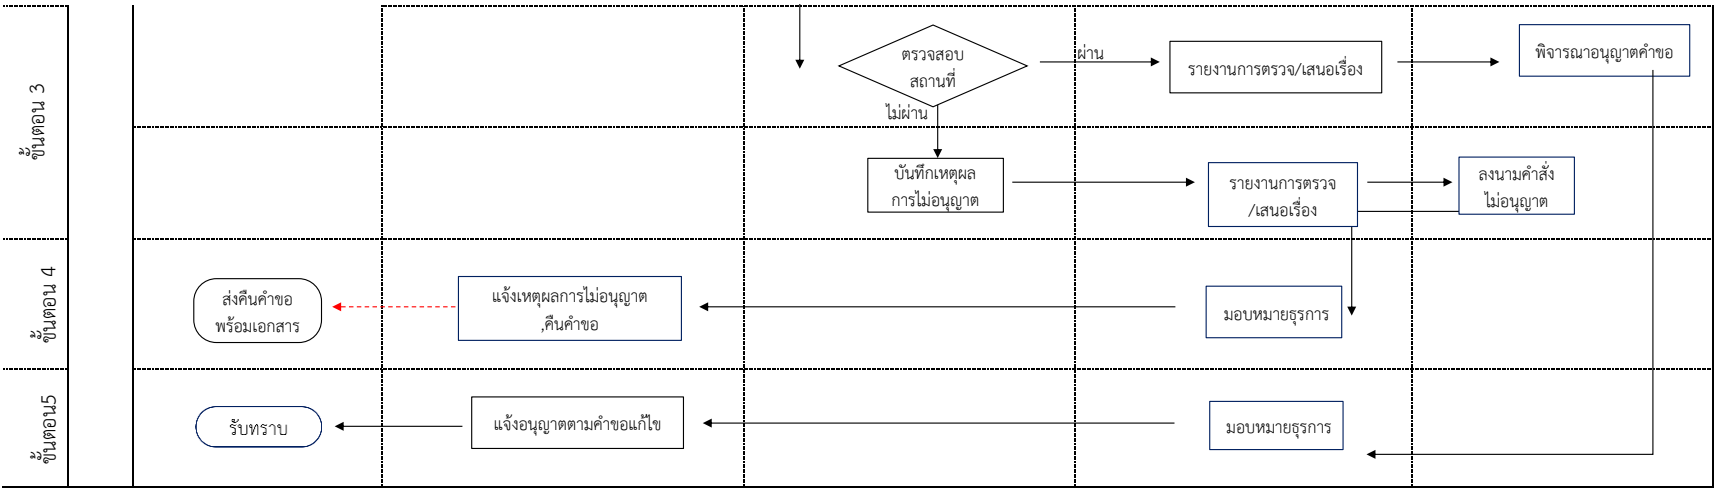 ขั้นตอน 3
ตรวจสอบ
สถานที่
ผ่าน
รายงานการตรวจ/เสนอเรื่อง
พิจารณาอนุญาตคำขอ
ไม่ผ่าน
บันทึกเหตุผล
การไม่อนุญาต
รายงานการตรวจ
/เสนอเรื่อง
ลงนามคำสั่ง
ไม่อนุญาต
ขั้นตอน 4
ส่งคืนคำขอ
พร้อมเอกสาร
แจ้งเหตุผลการไม่อนุญาต
,คืนคำขอ
มอบหมายธุรการ
ขั้นตอน5
รับทราบ
แจ้งอนุญาตตามคำขอแก้ไข
มอบหมายธุรการ